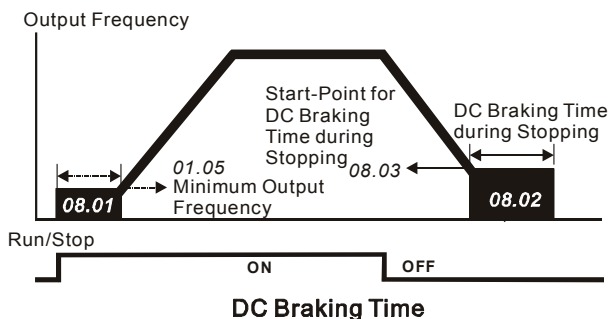 Output Frequency
Start-Point for
DC Braking
Time during
Stopping
08.03
DC Braking Time
during Stopping
01.05
Minimum Output
Frequency
08.01
08.02
Run/Stop
ON
OFF
DC Braking Time